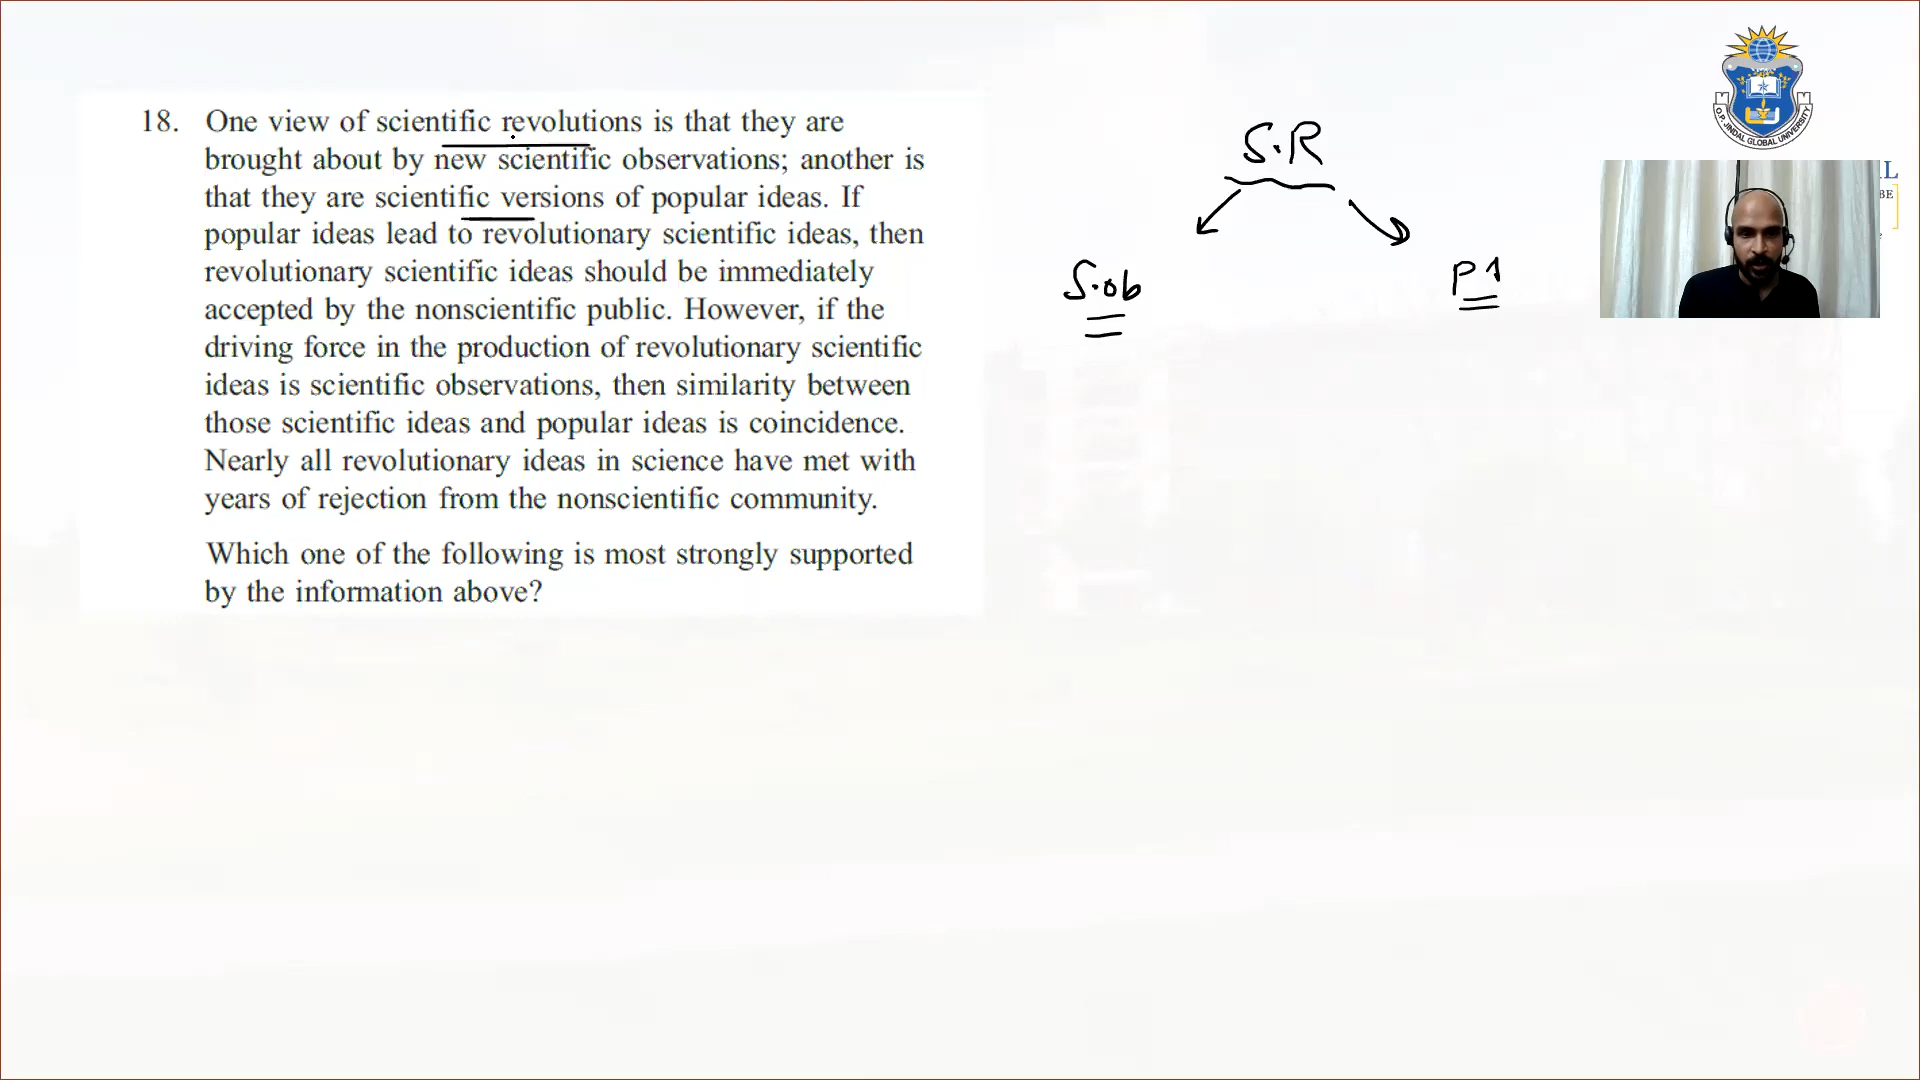 18. One view of scientific revolutions is that they are
brought about by new scientific observations; another is
that they are scientific versions of popular ideas. If
popular ideas lead to revolutionary scientific ideas, then
revolutionary scientific ideas should be immediately
accepted by the nonscientific public. However, if the
driving force in the production of revolutionary scientific
ideas is scientific observations, then similarity between
those scientific ideas and popular ideas is coincidence.
Nearly all revolutionary ideas in science have met with
years of rejection from the nonscientific community.
Which one of the following is most strongly supported
by the information above?
S.R
S.ob
P1
O.P. JINDAL GLOBAL UNIVERSITY
L
BE